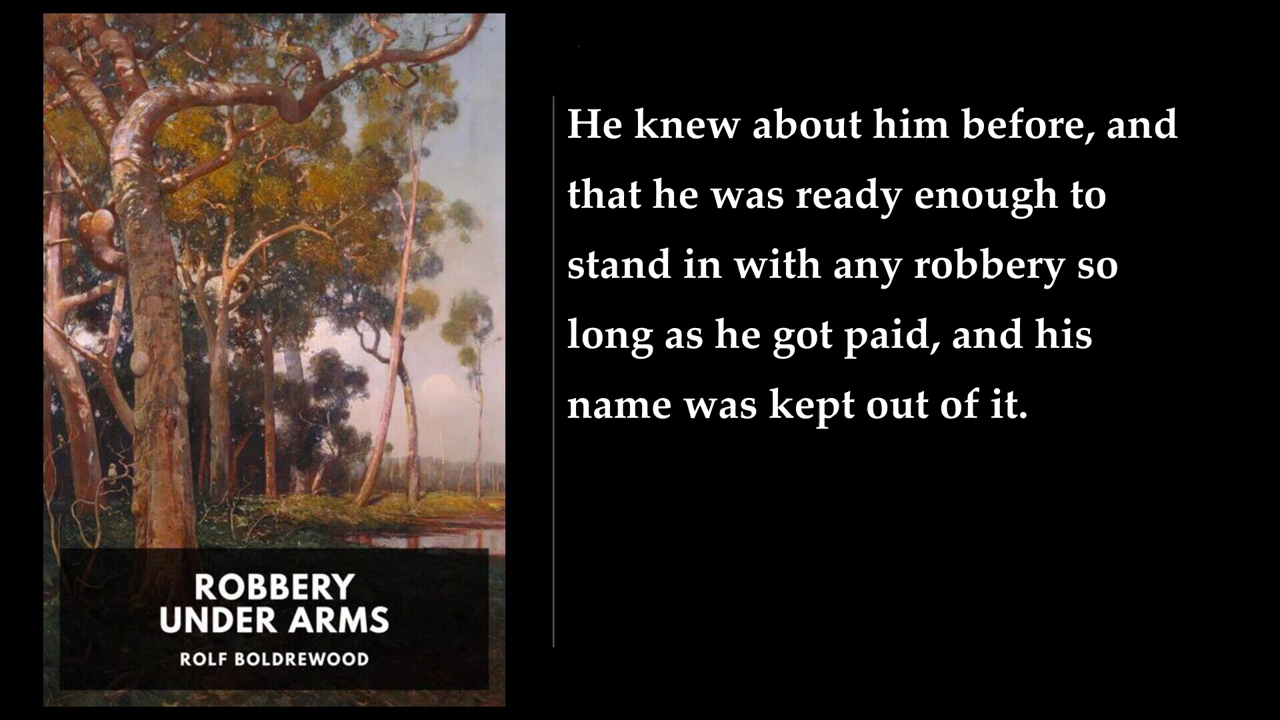 ROBBERY
UNDER ARMS
ROLF BOLDREWOOD
He knew about him before, and
that he was ready enough to
stand in with any robbery so
long as he got paid, and his
name was kept out of it.